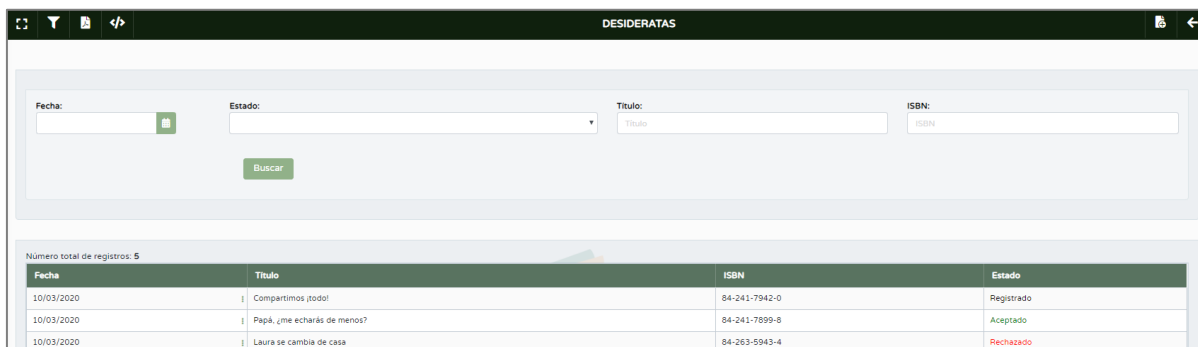 DESIDERATAS
Fecha: Estado: Título: ISBN:
Título ISBN
Buscar
Número total de registros: 5
Fecha Título ISBN Estado
10/03/2020 Compartimos ¡todo! 84-241-7942-0 Registrado
10/03/2020 Papá, ¿me echarás de menos? 84-241-7899-8 Aceptado
10/03/2020 Laura se cambia de casa 84-263-5943-4 Rechazado